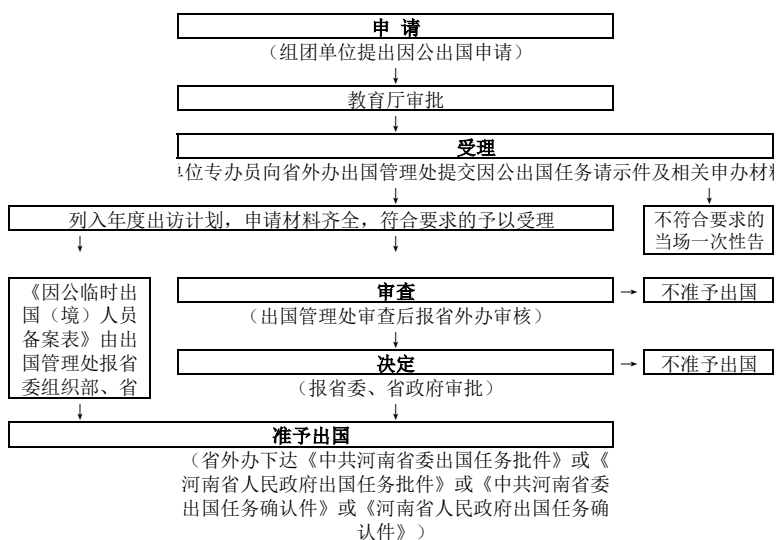 申 请
（组团单位提出因公出国申请）
↓
教育厅审批
↓
受理
位专办员向省外办出国管理处提交因公出国任务请示件及相关申办材
↓ ↓
列入年度出访计划，申请材料齐全，符合要求的予以受理
不符合要求的
当场一次性告
↓ ↓
《因公临时出
国（境）人员
备案表》由出
国管理处报省
委组织部、省
审查
→ 不准予出国
（出国管理处审查后报省外办审核）
↓
决定
→ 不准予出国
（报省委、省政府审批）
↓ ↓
准予出国
（省外办下达《中共河南省委出国任务批件》或《
河南省人民政府出国任务批件》或《中共河南省委
出国任务确认件》或《河南省人民政府出国任务确
认件》）